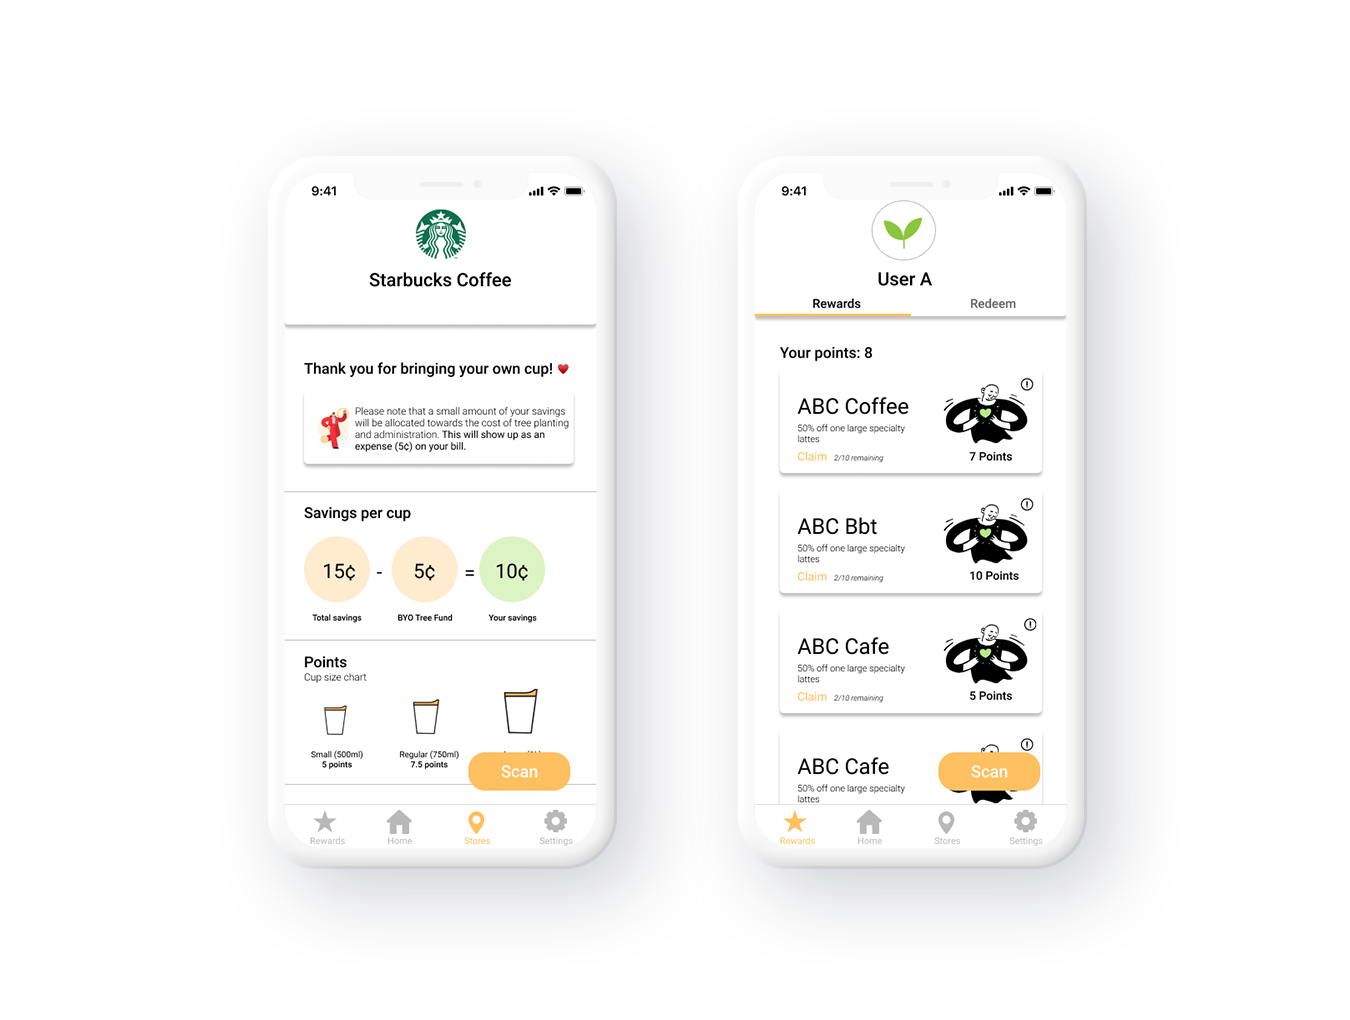 9:41
Starbucks Coffee
Thank you for bringing your own cup!
Please note that a small amount of your savings
will be allocated towards the cost of tree planting
and administration. This will show up as an
expense (5¢) on your bill.
Savings per cup
15¢ - 5¢ = 10¢
Total savings
BYO Tree Fund
Your savings
Points
Cup size chart
Small (500ml)
5 points
Regular (750ml)
7.5 points
Scan
Rewards
Home
Stores
Settings
9:41
User A
Rewards
Redeem
Your points: 8
ABC Coffee
50% off one large specialty
lattes
Claim 2/10 remaining
7 Points
ABC Bbt
50% off one large specialty
lattes
Claim 2/10 remaining
10 Points
ABC Cafe
50% off one large specialty
lattes
Claim 2/10 remaining
5 Points
ABC Cafe
50% off one large specialty
lattes
Scan
Rewards
Home
Stores
Settings